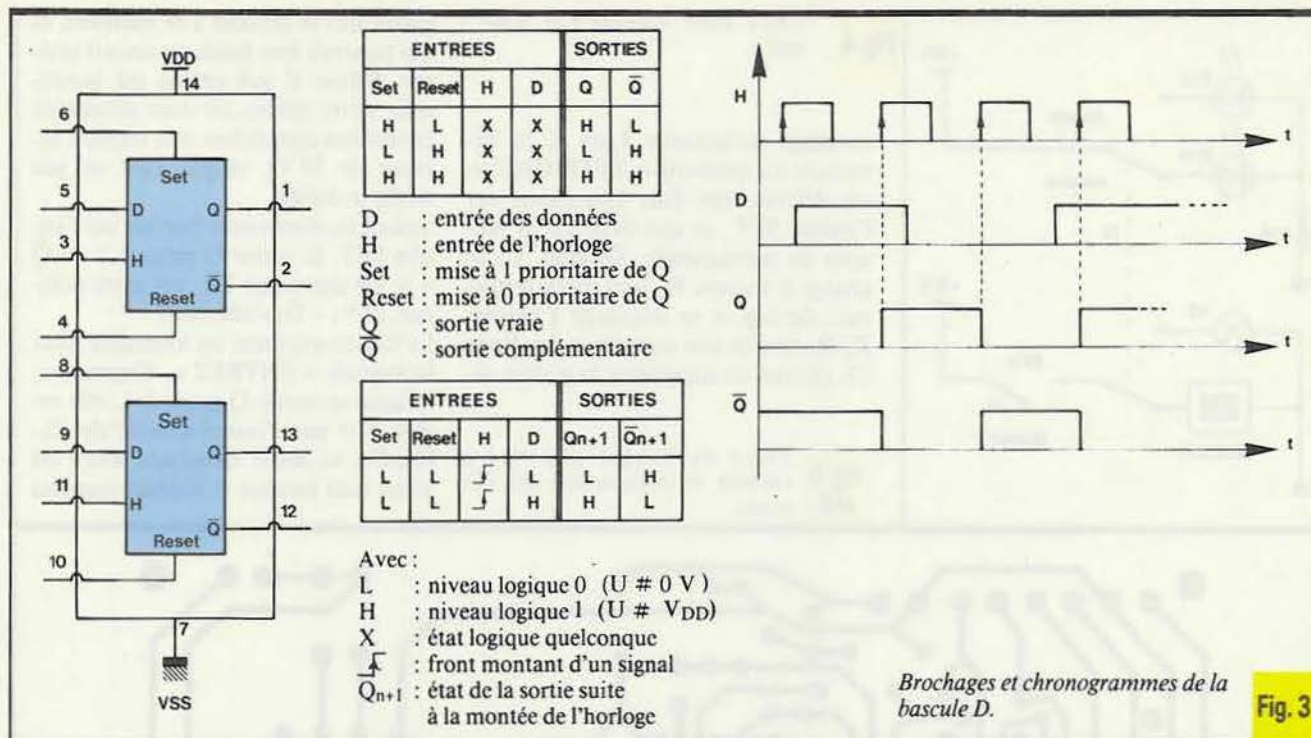 VDD
14
6
Set
5
D
Q
1
3
H
2
Q̅
Reset
4
8
Set
9
D
Q
13
11
H
12
Q̅
Reset
10
7
VSS
ENTREES SORTIES
Set Reset H D Q Q̅
H L X X H L
L H X X L H
H H X X H H
D : entrée des données
H : entrée de l'horloge
Set : mise à 1 prioritaire de Q
Reset : mise à 0 prioritaire de Q
Q : sortie vraie
Q̅ : sortie complémentaire
ENTREES SORTIES
Set Reset H D Qn+1 Q̅n+1
L L L L H
L L H H L
Avec :
L : niveau logique 0 (U # 0 V)
H : niveau logique 1 (U # VDD)
X : état logique quelconque
: front montant d'un signal
Qn+1 : état de la sortie suite
à la montée de l'horloge
H
t
D
t
Q
t
Q̅
t
Brochages et chronogrammes de la
bascule D.
Fig. 3